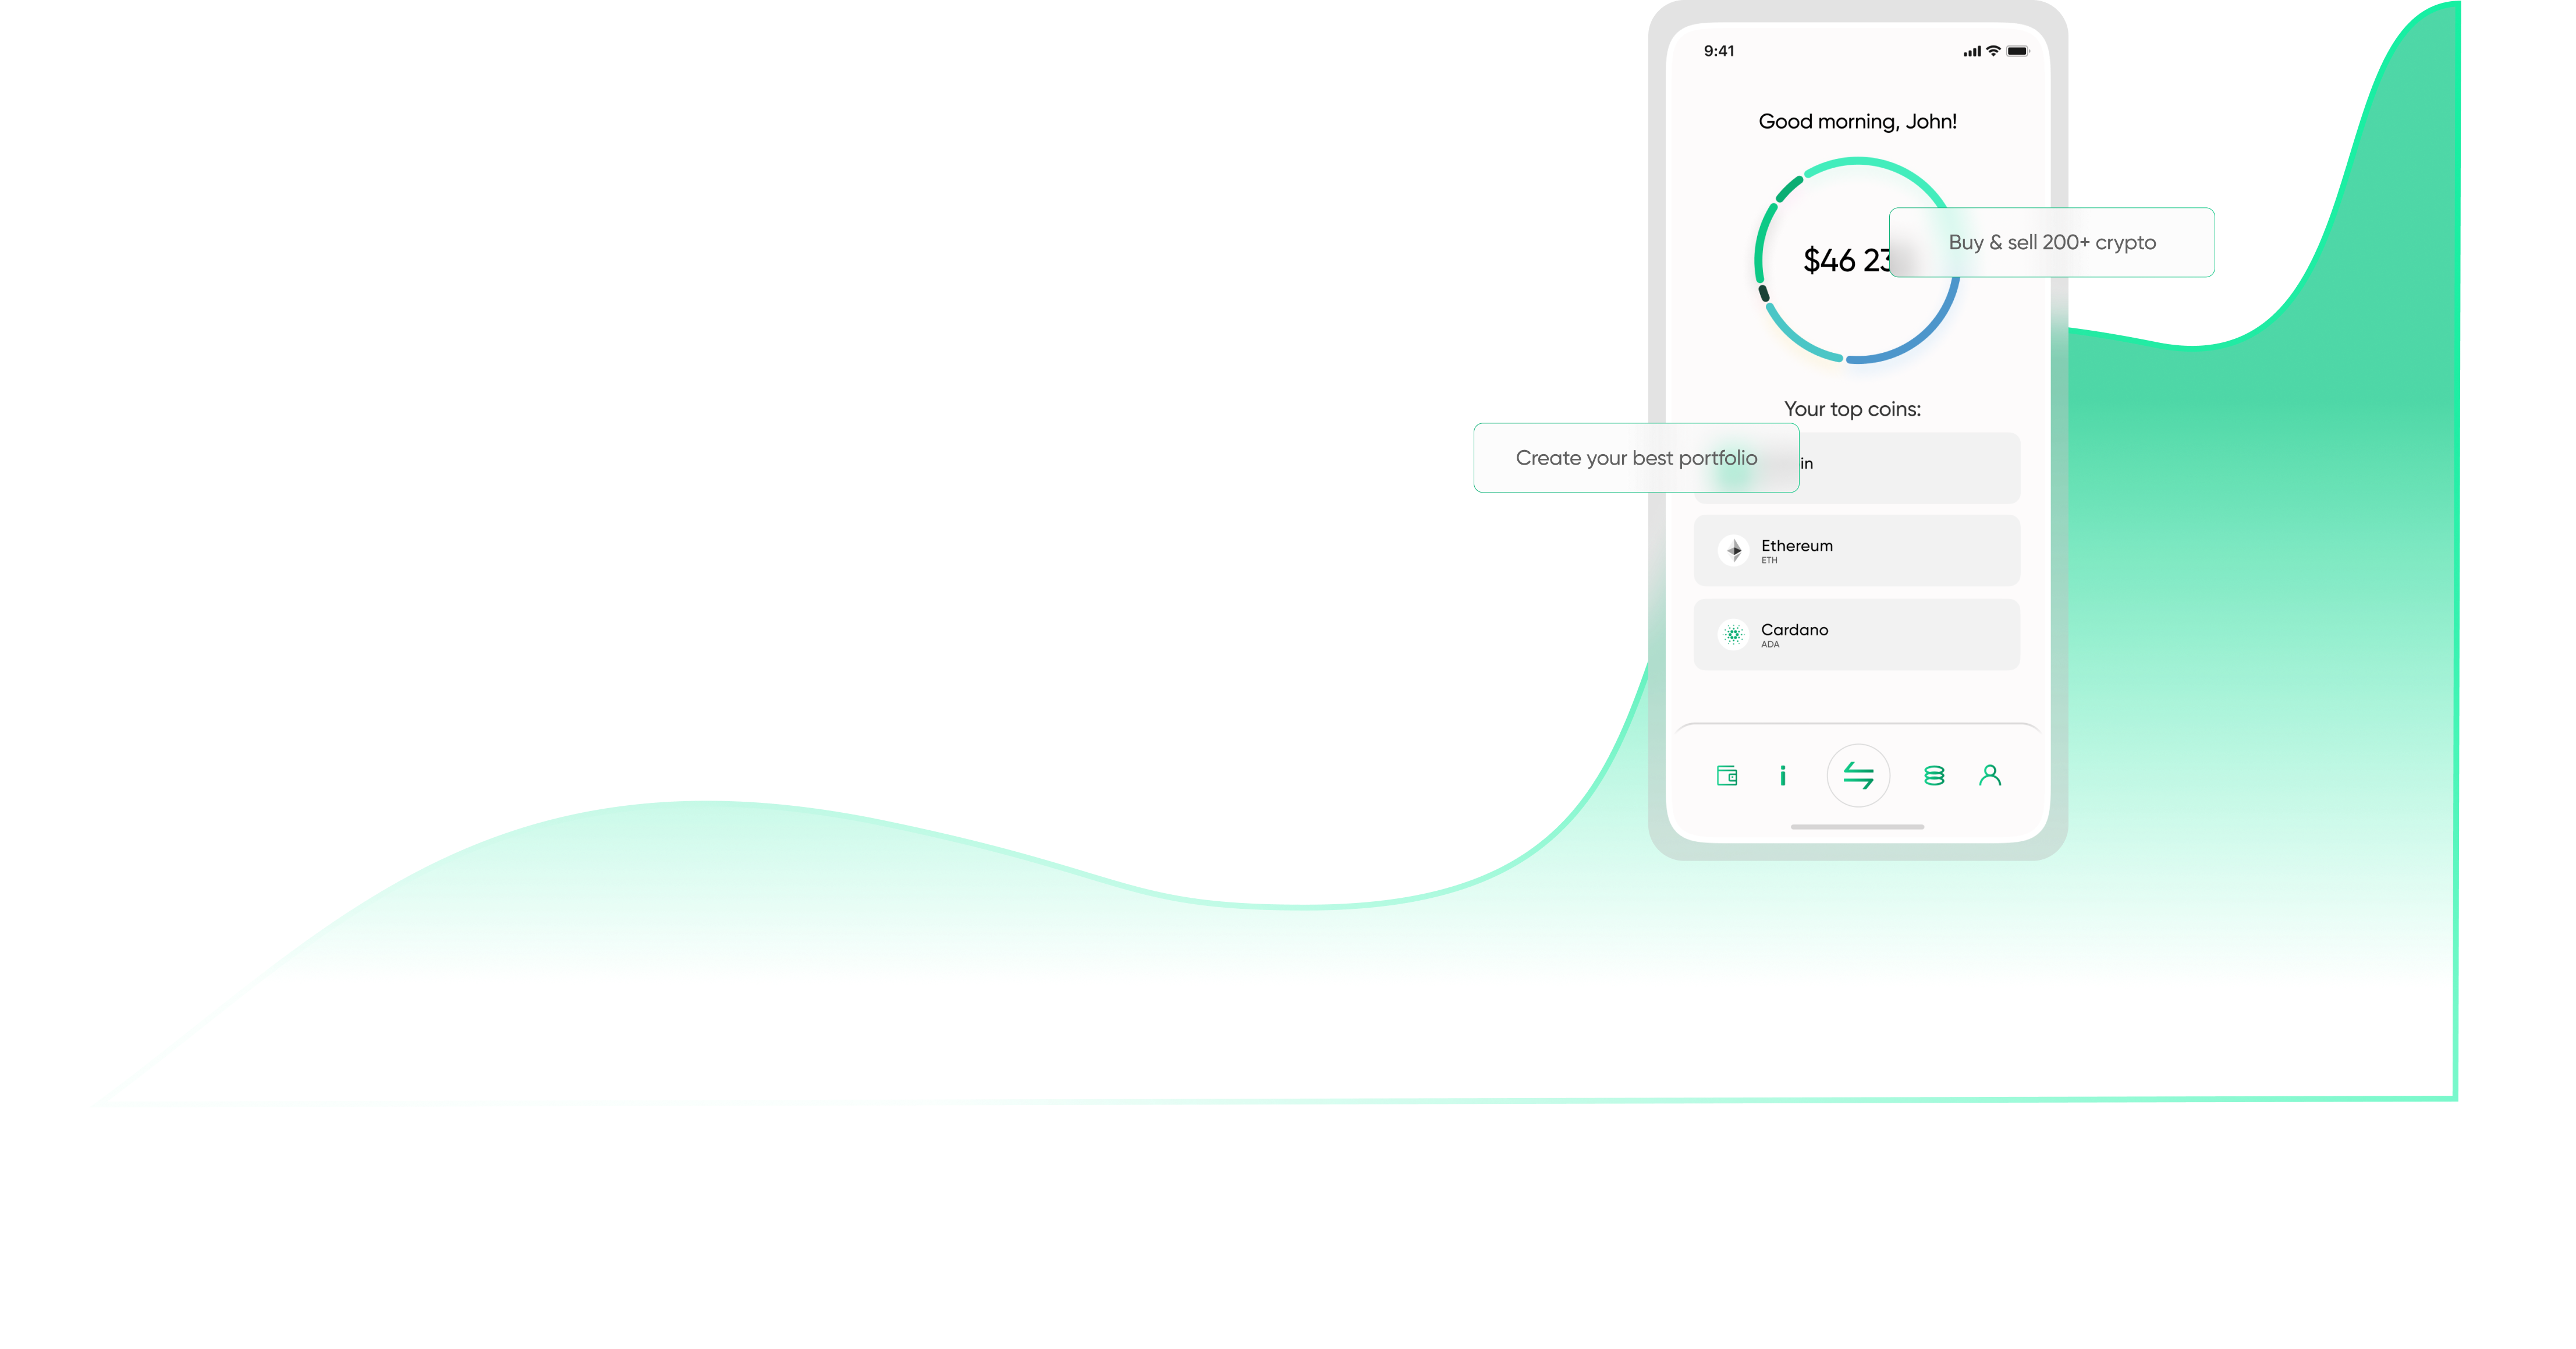 9:41
Good morning, John!
$46 23
Buy & sell 200+ crypto
Your top coins:
Create your best portfolio
in
Ethereum
ETH
Cardano
ADA